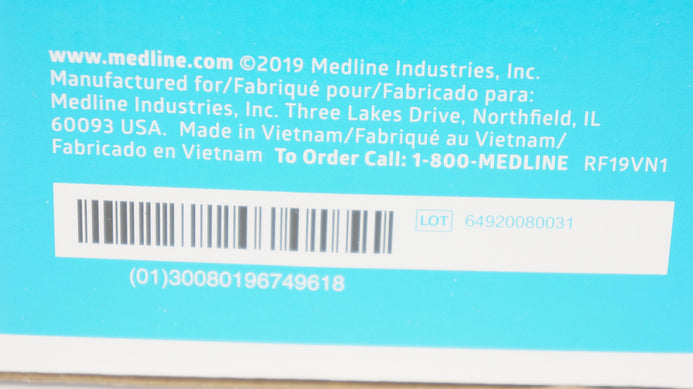 www.medline.com ©2019 Medline Industries, Inc.
Manufactured for/Fabriqué pour/Fabricado para:
Medline Industries, Inc. Three Lakes Drive, Northfield, IL
60093 USA. Made in Vietnam/Fabriqué au Vietnam/
Fabricado en Vietnam To Order Call: 1-800-MEDLINE RF19VN1
LOT 64920080031
(01)30080196749618